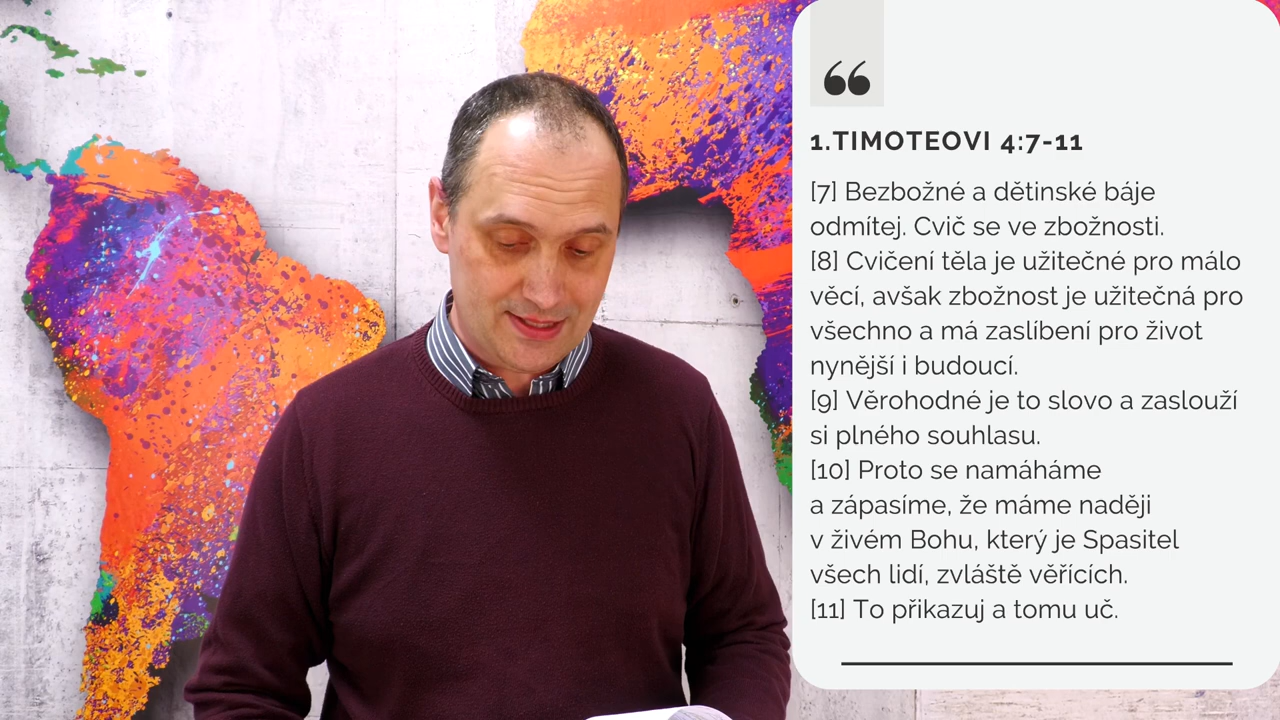 1.TIMOTEOVI 4:7-11
[7] Bezbožné a dětinské báje
odmítej. Cvič se ve zbožnosti.
[8] Cvičení těla je užitečné pro málo
věcí, avšak zbožnost je užitečná pro
všechno a má zaslíbení pro život
nynější i budoucí.
[9] Věrohodné je to slovo a zaslouží
si plného souhlasu.
[10] Proto se namáháme
a zápasíme, že máme naději
v živém Bohu, který je Spasitel
všech lidí, zvláště věřících.
[11] To přikazuj a tomu uč.